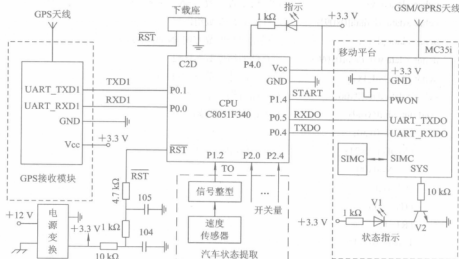 GPS天线
下载座
指示
1 kΩ
+3.3 V
GSM/GPRS天线
RST
移动平台
MC35i
C2D
P4.0
Vcc
GND
+3.3 V
GND
UART_TXD1
TXD1
P0.1
CPU
C8051F340
START
P1.4
PWON
UART_RXD1
RXD1
P0.0
RXDO
P0.5
UART_TXDO
GND
TXDO
P0.4
UART_RXDO
Vcc
+3.3 V
RST
GPS接收模块
P1.2
P2.0
P2.4
SIMC
SIMC
SYS
RST
TO
4.7 kΩ
105
信号整型
...
开关量
10 kΩ
+12 V
电源变换
+3.3 V
1 kΩ
104
速度传感器
+3.3 V
1 kΩ
V1
V2
状态指示
10 kΩ
汽车状态提取